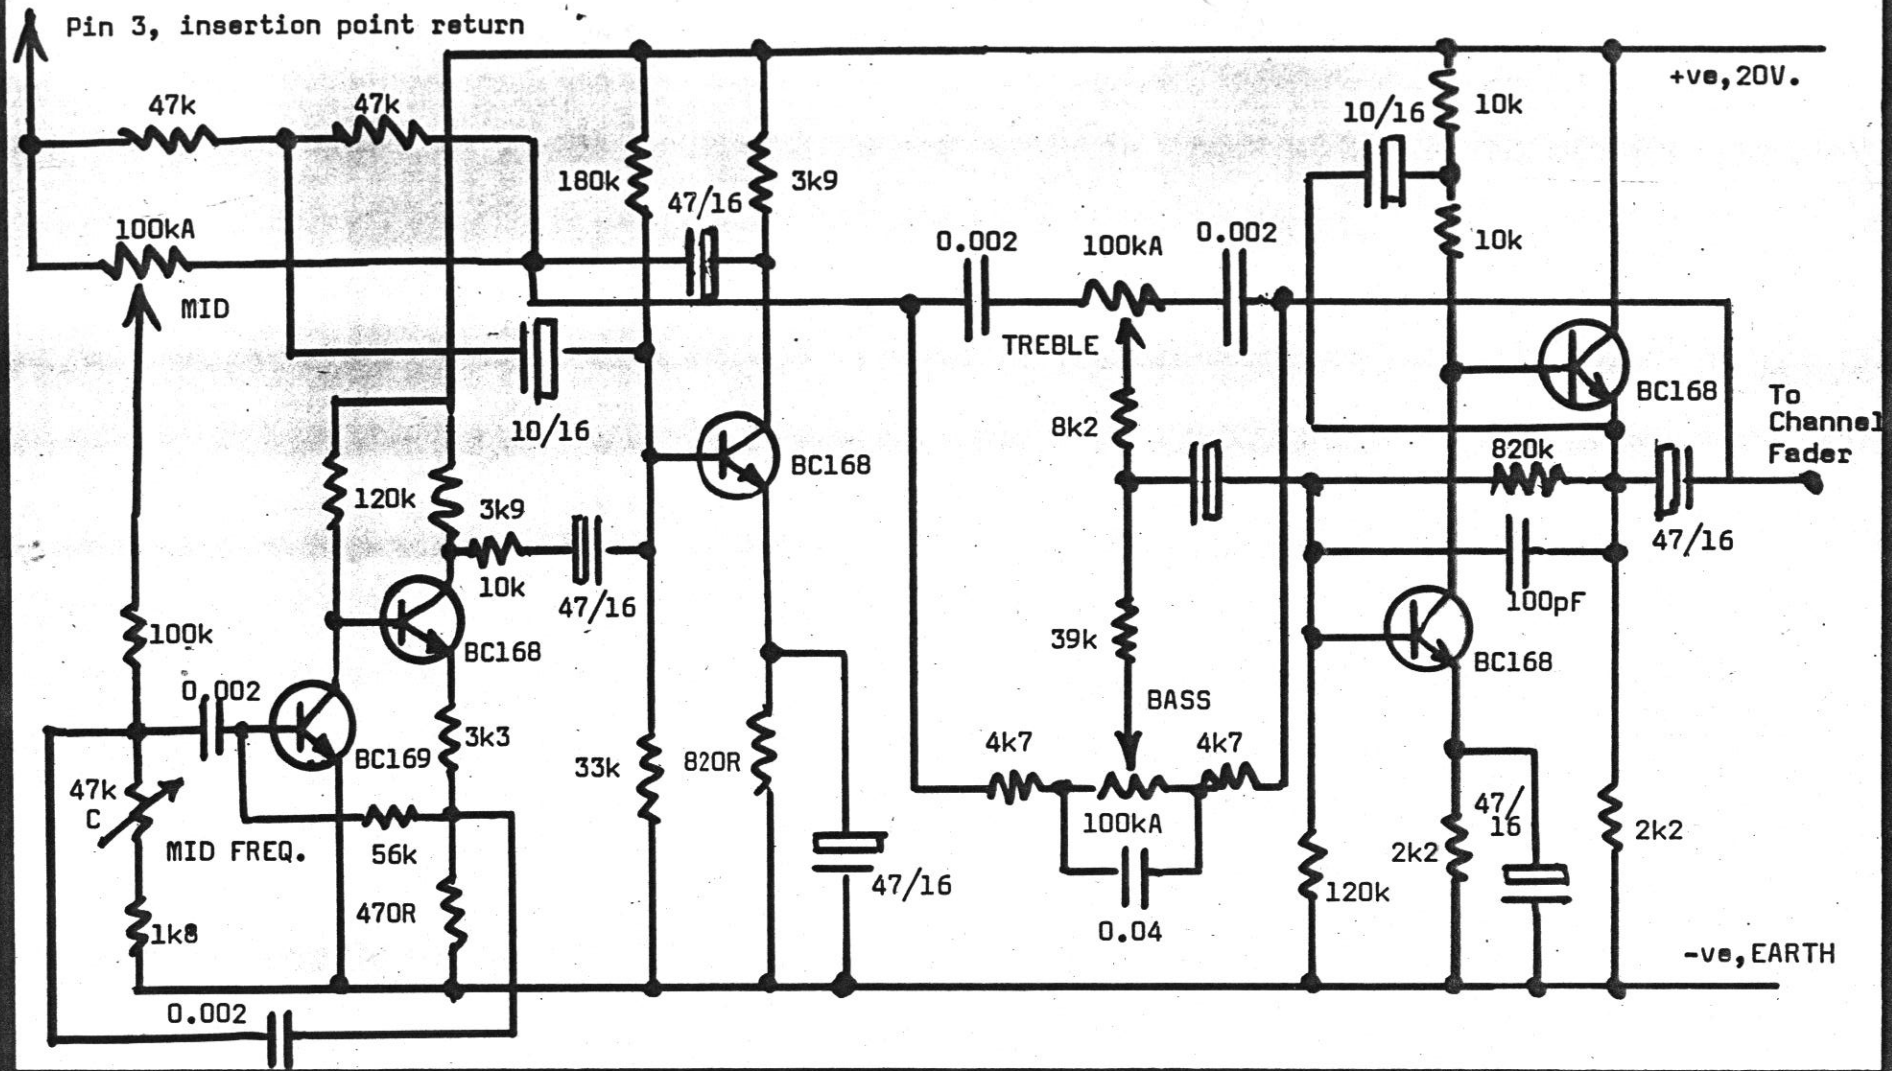 Pin 3, insertion point return
+ve,20V.
47k
47k
10/16
10k
180k
47/16
3k9
100kA
0.002
100kA
0.002
10k
MID
TREBLE
BC168
To
Channel
Fader
10/16
8k2
820k
BC168
120k
3k9
47/16
10k
47/16
100pF
100k
BC168
39k
BC168
0.002
BASS
BC169
3k3
33k
820R
4k7
4k7
47k
C
MID FREQ.
56k
100kA
47/
16
2k2
2k2
47/16
120k
470R
1k8
0.04
-ve,EARTH
0.002